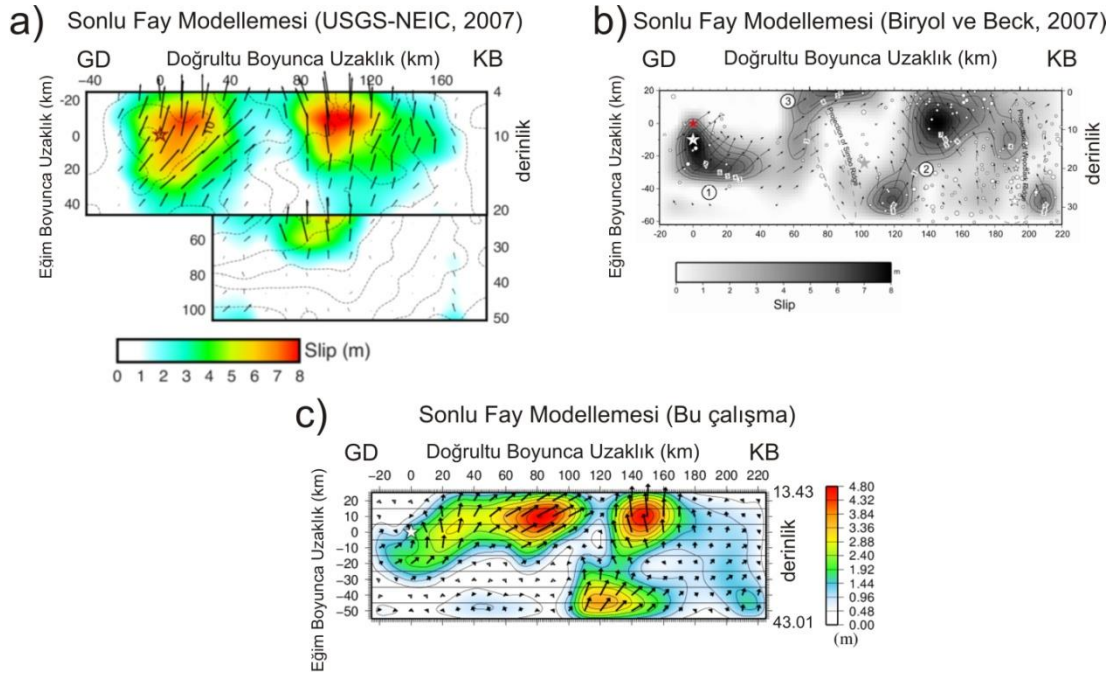 a) Sonlu Fay Modellemesi (USGS-NEIC, 2007)
GD Doğrultu Boyunca Uzaklık (km) KB
-40 0 40 80 120 160
Eğim Boyunca Uzaklık (km)
-20
0
20
40
60
80
100
4
10
20
30
50
derinlik
Slip (m)
0 1 2 3 4 5 6 7 8
b) Sonlu Fay Modellemesi (Biryol ve Beck, 2007)
GD Doğrultu Boyunca Uzaklık (km) KB
Eğim Boyunca Uzaklık (km)
20
0
-20
-40
-60
3
1
2
0
10
20
30
derinlik
-20 0 20 40 60 80 100 120 140 160 180 200 220
m
0 1 2 3 4 5 6 7 8
Slip
c) Sonlu Fay Modellemesi (Bu çalışma)
GD Doğrultu Boyunca Uzaklık (km) KB
-20 0 20 40 60 80 100 120 140 160 180 200 220
Eğim Boyunca Uzaklık (km)
20
10
0
-10
-20
-30
-40
-50
13.43
derinlik
43.01
4.80
4.32
3.84
3.36
2.88
2.40
1.92
1.44
0.96
0.48
0.00
(m)